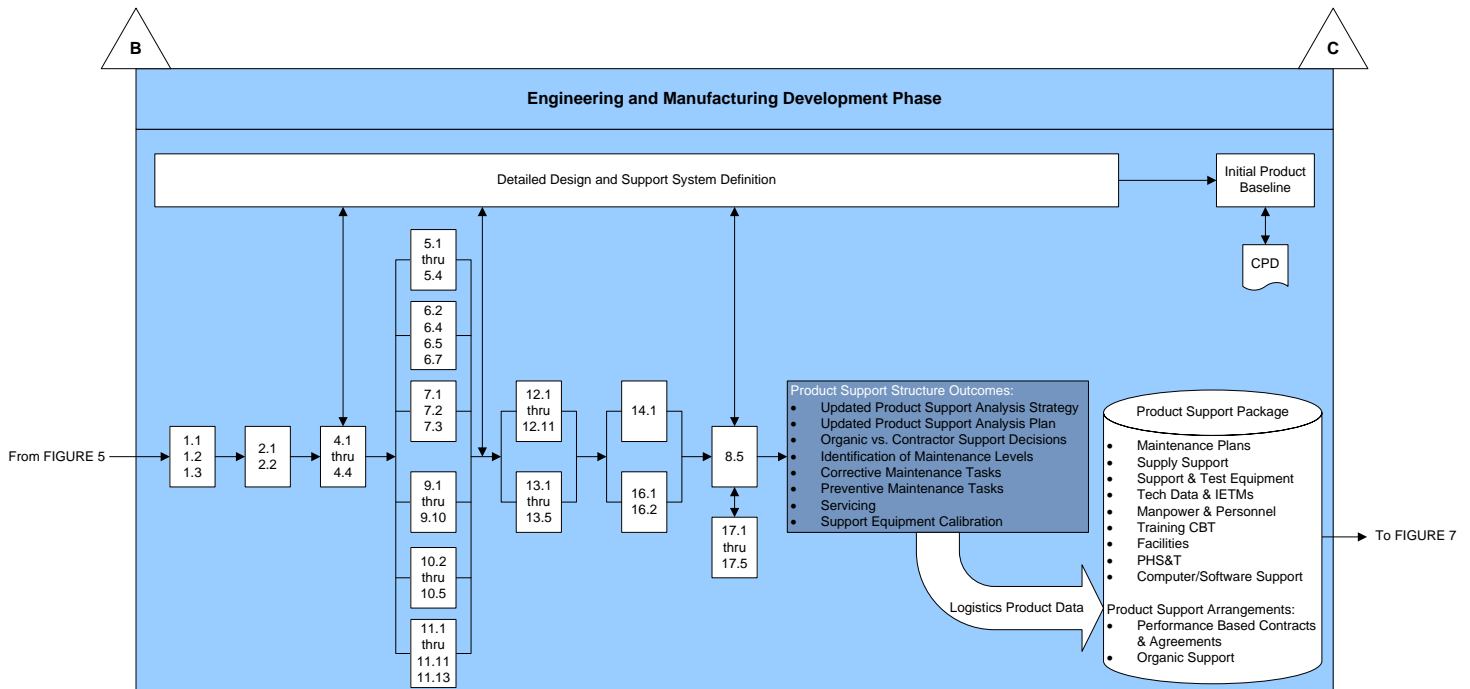 B
C
Engineering and Manufacturing Development Phase
Detailed Design and Support System Definition
Initial Product
Baseline
CPD
From FIGURE 5
1.1
1.2
1.3
2.1
2.2
4.1
thru
4.4
5.1
thru
5.4
6.2
6.4
6.5
6.7
7.1
7.2
7.3
9.1
thru
9.10
10.2
thru
10.5
11.1
thru
11.11
11.13
12.1
thru
12.11
13.1
thru
13.5
14.1
16.1
16.2
8.5
17.1
thru
17.5
Product Support Structure Outcomes:
• Updated Product Support Analysis Strategy
• Updated Product Support Analysis Plan
• Organic vs. Contractor Support Decisions
• Identification of Maintenance Levels
• Corrective Maintenance Tasks
• Preventive Maintenance Tasks
• Servicing
• Support Equipment Calibration
Logistics Product Data
Product Support Package
• Maintenance Plans
• Supply Support
• Support & Test Equipment
• Tech Data & IETMs
• Manpower & Personnel
• Training CBT
• Facilities
• PHS&T
• Computer/Software Support
Product Support Arrangements:
• Performance Based Contracts
& Agreements
• Organic Support
To FIGURE 7